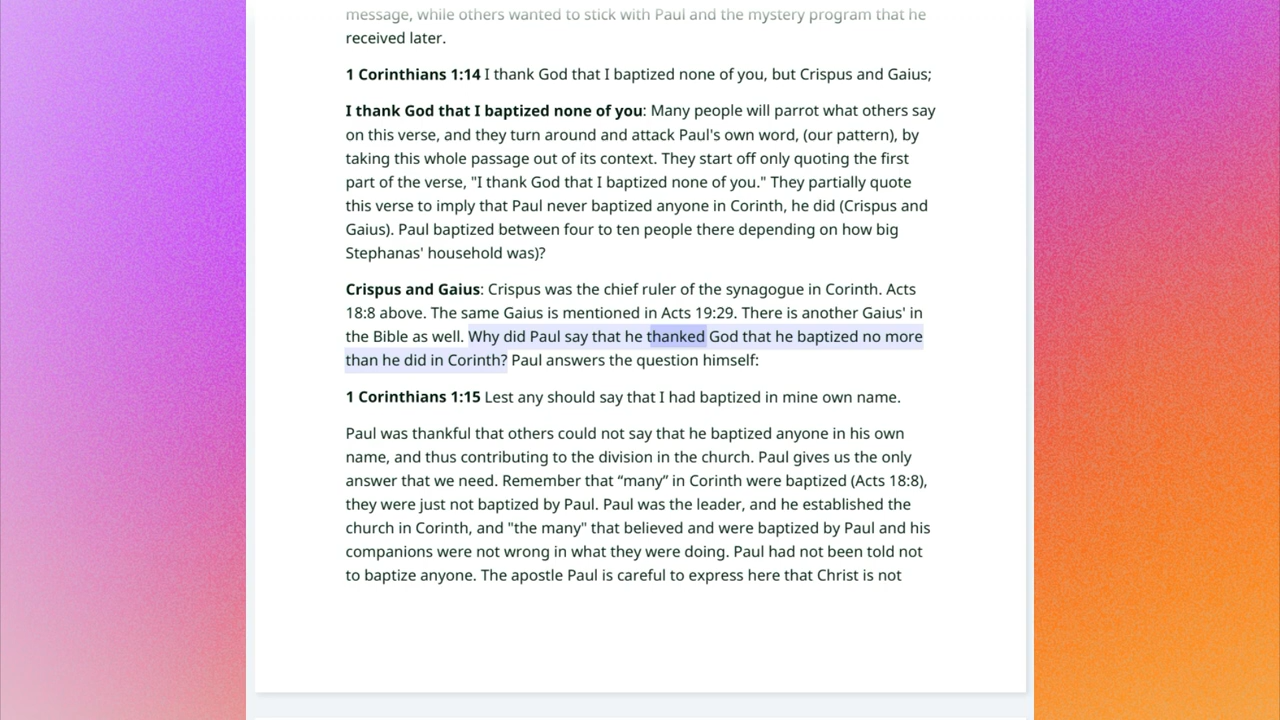 message, while others wanted to stick with Paul and the mystery program that he
received later.
1 Corinthians 1:14 I thank God that I baptized none of you, but Crispus and Gaius;
I thank God that I baptized none of you: Many people will parrot what others say
on this verse, and they turn around and attack Paul's own word, (our pattern), by
taking this whole passage out of its context. They start off only quoting the first
part of the verse, "I thank God that I baptized none of you." They partially quote
this verse to imply that Paul never baptized anyone in Corinth, he did (Crispus and
Gaius). Paul baptized between four to ten people there depending on how big
Stephanas' household was)?
Crispus and Gaius: Crispus was the chief ruler of the synagogue in Corinth. Acts
18:8 above. The same Gaius is mentioned in Acts 19:29. There is another Gaius' in
the Bible as well. Why did Paul say that he thanked God that he baptized no more
than he did in Corinth? Paul answers the question himself:
1 Corinthians 1:15 Lest any should say that I had baptized in mine own name.
Paul was thankful that others could not say that he baptized anyone in his own
name, and thus contributing to the division in the church. Paul gives us the only
answer that we need. Remember that “many” in Corinth were baptized (Acts 18:8),
they were just not baptized by Paul. Paul was the leader, and he established the
church in Corinth, and "the many" that believed and were baptized by Paul and his
companions were not wrong in what they were doing. Paul had not been told not
to baptize anyone. The apostle Paul is careful to express here that Christ is not